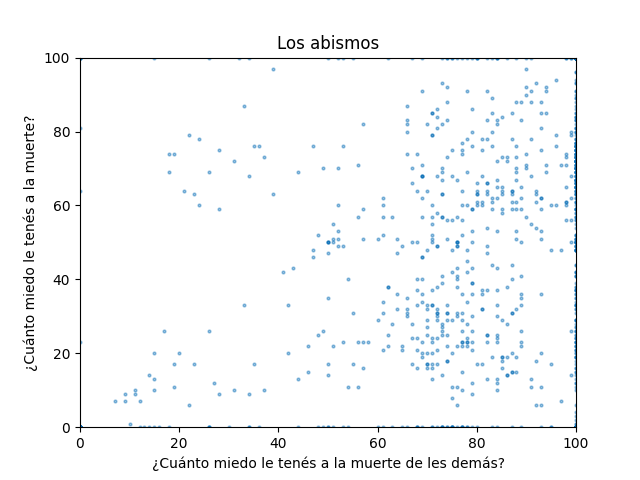 Los abismos
100
80
60
40
20
0
¿Cuánto miedo le tenés a la muerte?
0 20 40 60 80 100
¿Cuánto miedo le tenés a la muerte de les demás?